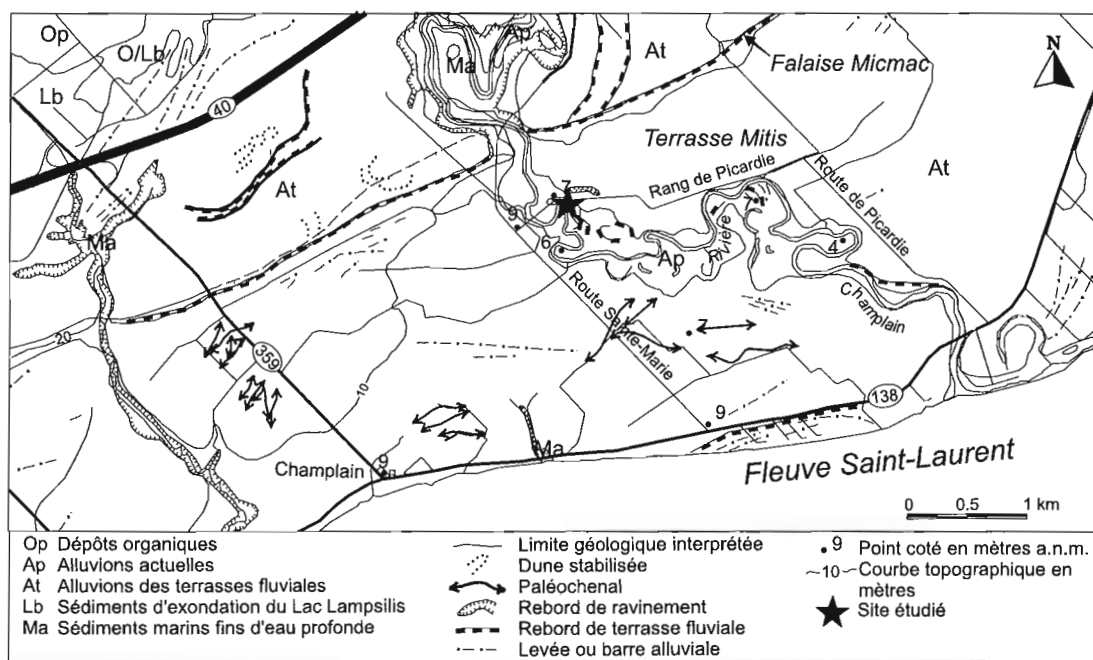 Op
O/Lb
Lb
40
At
Ma
Ap
At
Falaise Micmac
N
Terrasse Mitis
Rang de Picardie
Route de Picardie
At
Ma
7
9
6
Ap
Rivière
4
Champlain
Route Sainte-Marie
20
359
10
7
9
138
Champlain
9
Ma
Fleuve Saint-Laurent
0 0.5 1 km
Op Dépôts organiques
Ap Alluvions actuelles
At Alluvions des terrasses fluviales
Lb Sédiments d'exondation du Lac Lampsilis
Ma Sédiments marins fins d'eau profonde
Limite géologique interprétée
Dune stabilisée
Paléochenal
Rebord de ravinement
Rebord de terrasse fluviale
Levée ou barre alluviale
9 Point coté en mètres a.n.m.
10 Courbe topographique en
mètres
Site étudié